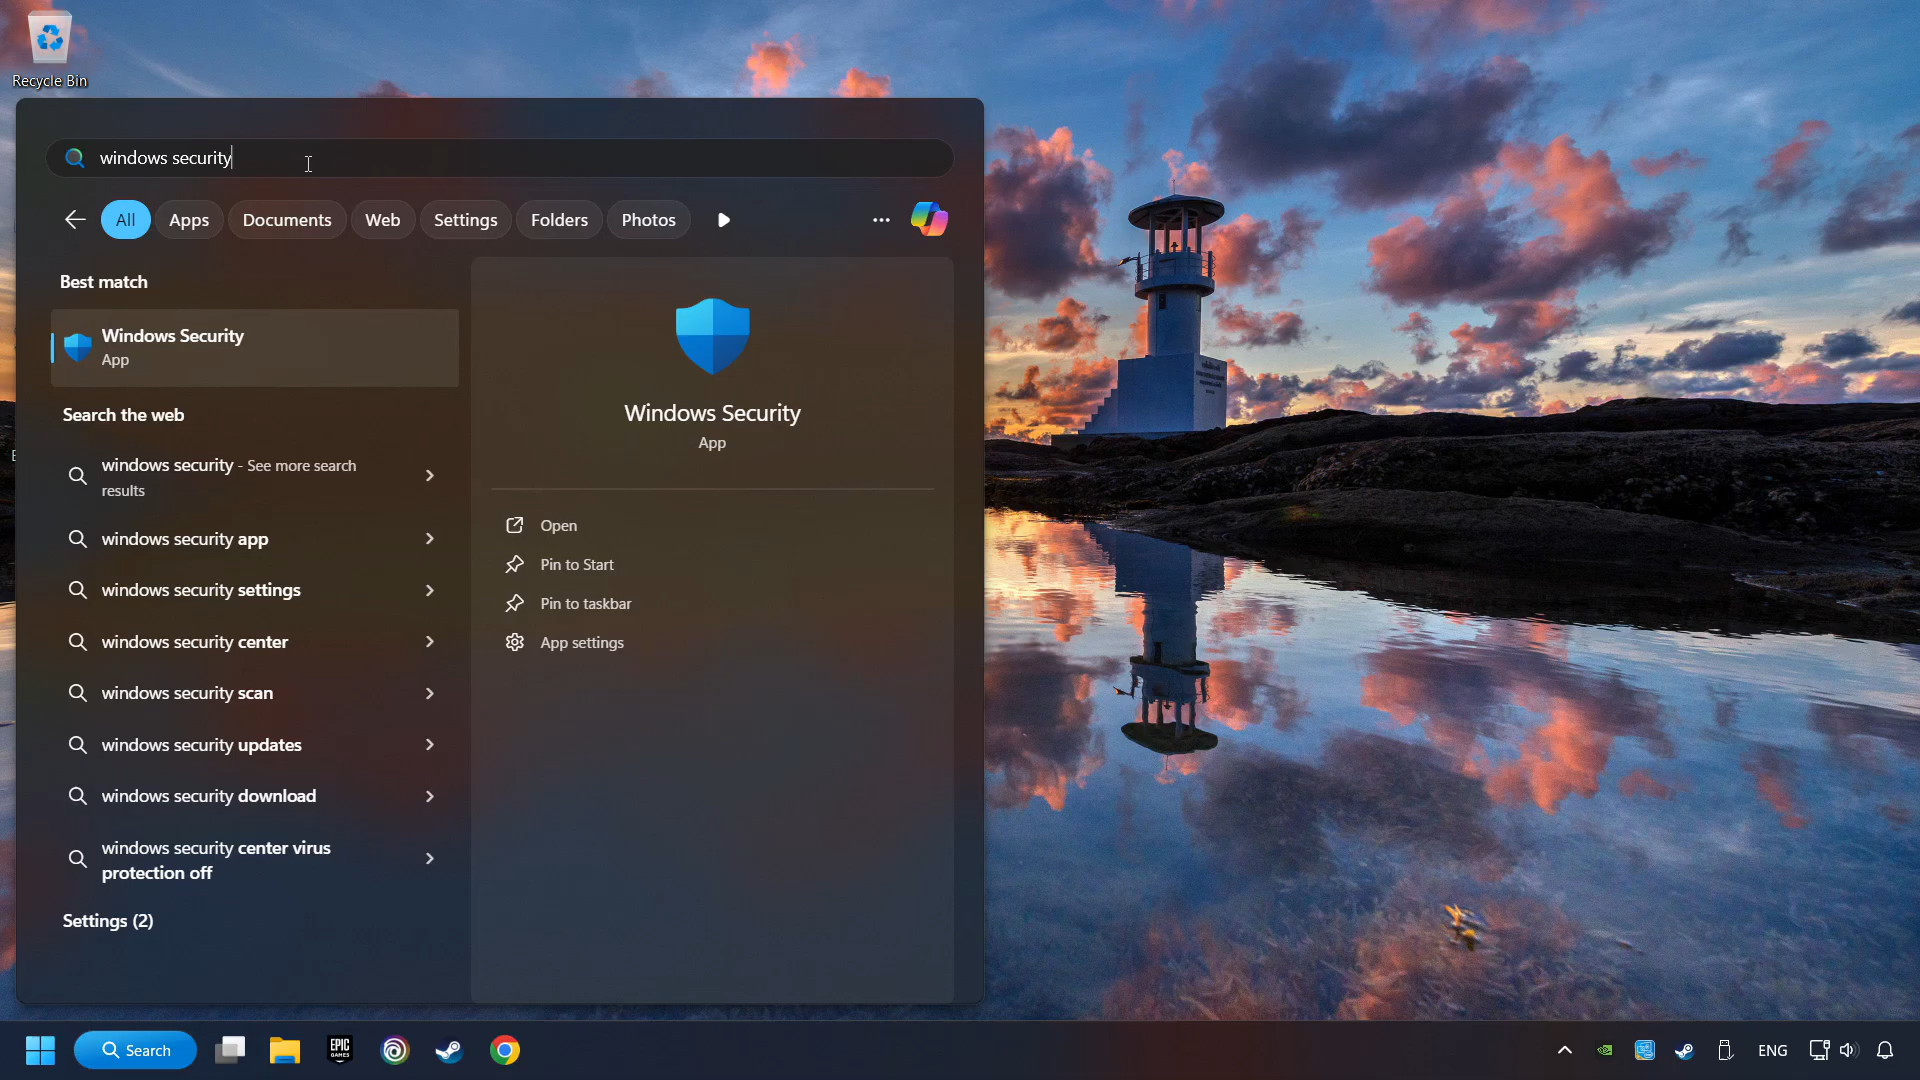 Recycle Bin
windows security
All
Apps
Documents
Web
Settings
Folders
Photos
Best match
Windows Security
App
Search the web
windows security - See more search
results
windows security app
windows security settings
windows security center
windows security scan
windows security updates
windows security download
windows security center virus
protection off
Settings (2)
Windows Security
App
Open
Pin to Start
Pin to taskbar
App settings
Search
EPIC
GAMES
ENG